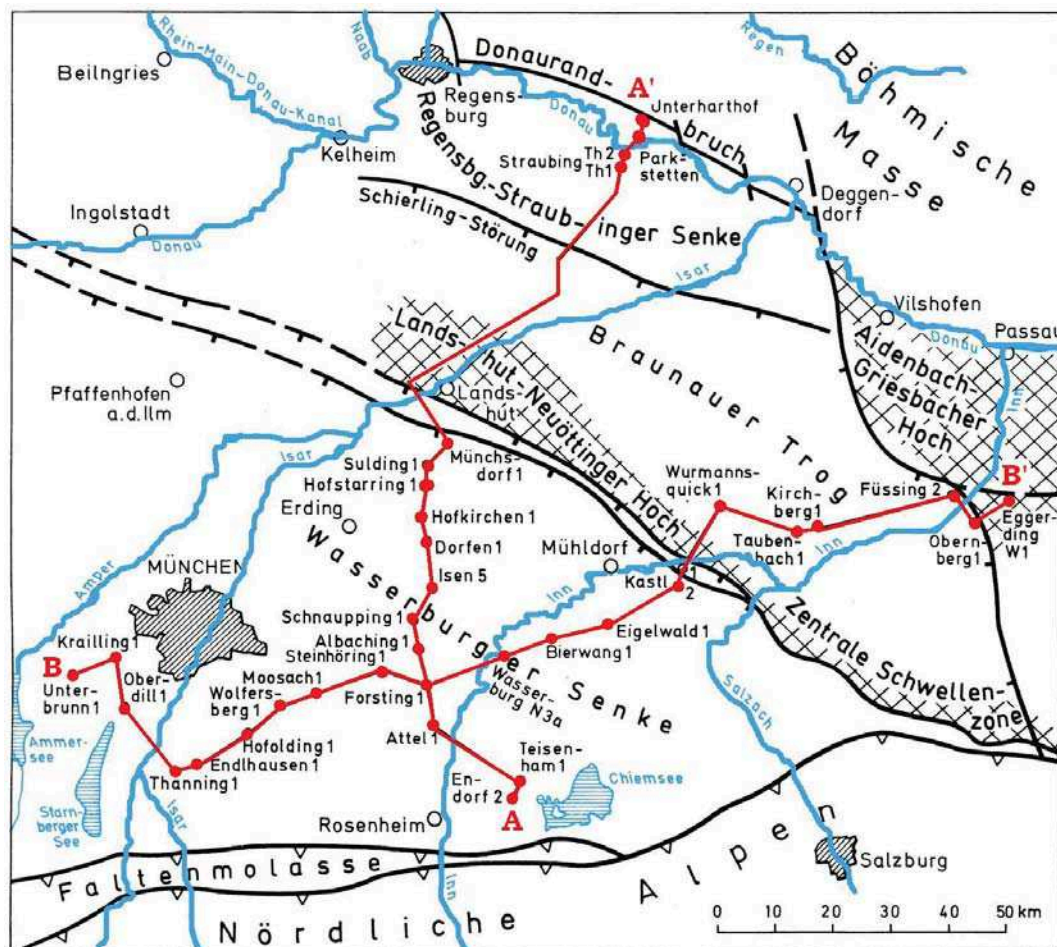 Beilngries
Rhein-Main-Donau-Kanal
Naab
Regens-
burg
Donaurand-
bruch
A'
Unterharthof
Regen
Böhmische
Masse
Kelheim
Donau
Straubing
Th2
Th1
Park-
stetten
Regensbg.-Straub-
inger Senke
Deggen-
dorf
Ingolstadt
Donau
Schierling-Störung
Isar
Vilshofen
Donau
Passau
Lands-
hut-Neuöttinger Hoch
Braunauer Trog
Aidenbach-
Griesbacher
Hoch
Inn
Pfaffenhofen
a.d.Ilm
Lands-
hut
Isar
Sulding 1
Münchs-
dorf 1
Hofstarring 1
Wurmanns-
quick 1
Kirch-
berg 1
Füssing 2
B'
Erding
Hofkirchen 1
Tauben-
bach 1
Obern-
berg 1
Egger-
ding
W1
Amper
MÜNCHEN
Wasserburger Senke
Dorfen 1
Mühldorf
Inn
Isen 5
Inn
Kastl
1
2
Schnaupping 1
Albaching 1
Eigelwald 1
Zentrale Schwellen-
zone
Krailling 1
Steinhöring 1
Bierwang 1
B
Unter-
brunn 1
Ober-
dill 1
Moosach 1
Wolfers-
berg 1
Forsting 1
Wasser-
burg N3a
Salzach
Ammer-
see
Hofolding 1
Attel 1
Teisen-
ham 1
Endlhausen 1
Thanning 1
En-
dorf 2
Chiemsee
A
Starn-
berger
See
Isar
Rosenheim
Faltenmolasse
Inn
Nördliche
Alpen
Salzburg
0 10 20 30 40 50 km